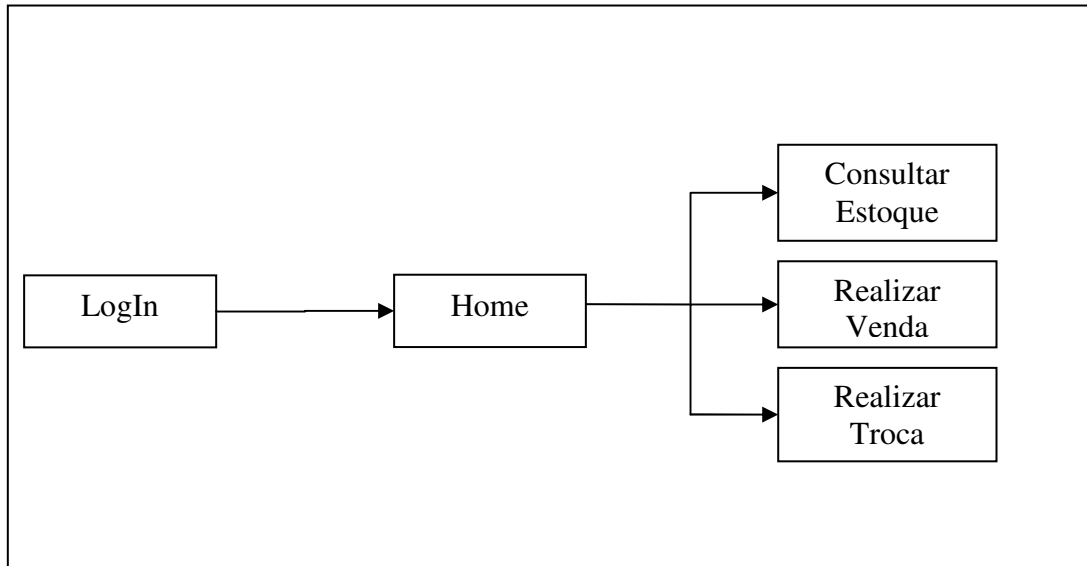 LogIn
Home
Consultar
Estoque
Realizar
Venda
Realizar
Troca